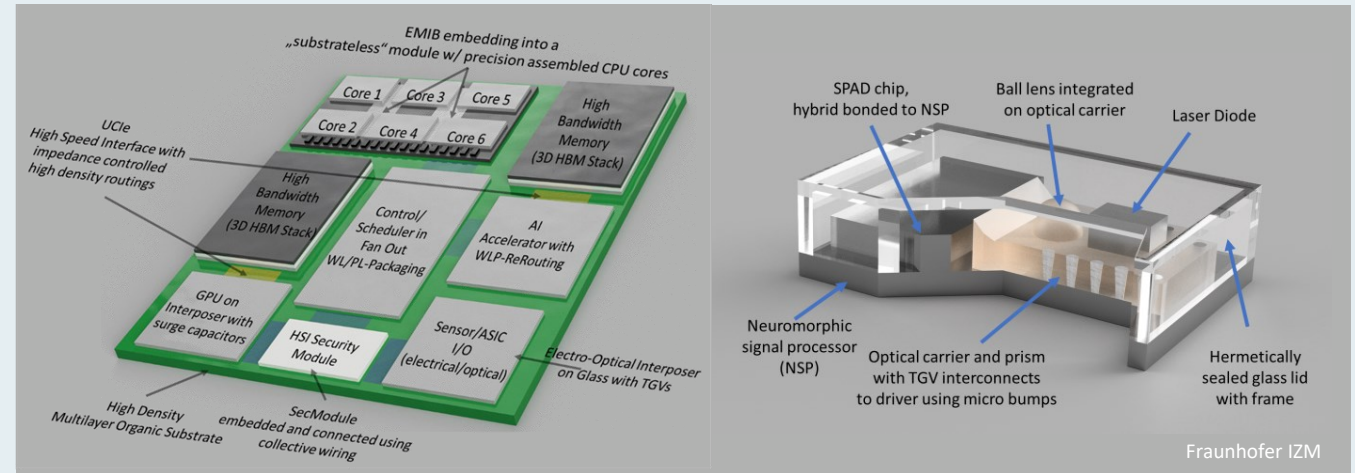 EMIB embedding into a
„substrateless“ module w/ precision assembled CPU cores
Core 1
Core 3
Core 5
Core 2
Core 4
Core 6
High
Bandwidth
Memory
(3D HBM Stack)
UCIe
High Speed Interface with
impedance controlled
high density routings
High
Bandwidth
Memory
(3D HBM Stack)
Control/
Scheduler in
Fan Out
WL/PL-Packaging
AI
Accelerator with
WLP-ReRouting
GPU on
Interposer with
surge capacitors
HSI Security
Module
Sensor/ASIC
I/O
(electrical/optical)
Electro-Optical Interposer
on Glass with TGVs
High Density
Multilayer Organic Substrate
SecModule
embedded and connected using
collective wiring
SPAD chip,
hybrid bonded to NSP
Ball lens integrated
on optical carrier
Laser Diode
Neuromorphic
signal processor
(NSP)
Optical carrier and prism
with TGV interconnects
to driver using micro bumps
Hermetically
sealed glass lid
with frame
Fraunhofer IZM